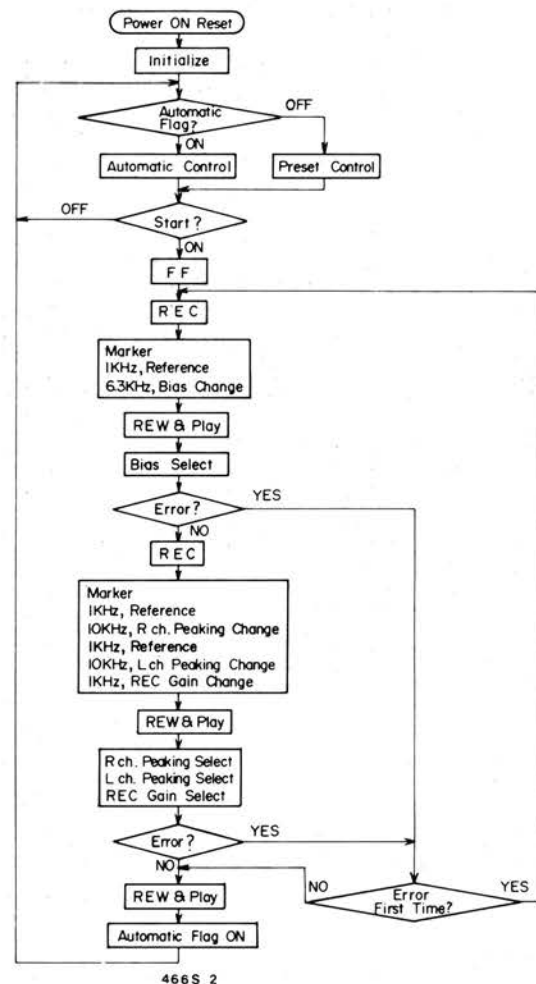 Power ON Reset
Initialize
Automatic
Flag?
OFF
ON
Automatic Control
Preset Control
OFF
Start?
ON
FF
REC
Marker
1KHz, Reference
6.3KHz, Bias Change
REW & Play
Bias Select
Error?
YES
NO
REC
Marker
1KHz, Reference
10KHz, R ch. Peaking Change
1KHz, Reference
10KHz, L ch Peaking Change
1KHz, REC Gain Change
REW & Play
R ch. Peaking Select
L ch. Peaking Select
REC Gain Select
Error?
YES
NO
NO
Error
First Time?
YES
REW & Play
Automatic Flag ON
466S 2